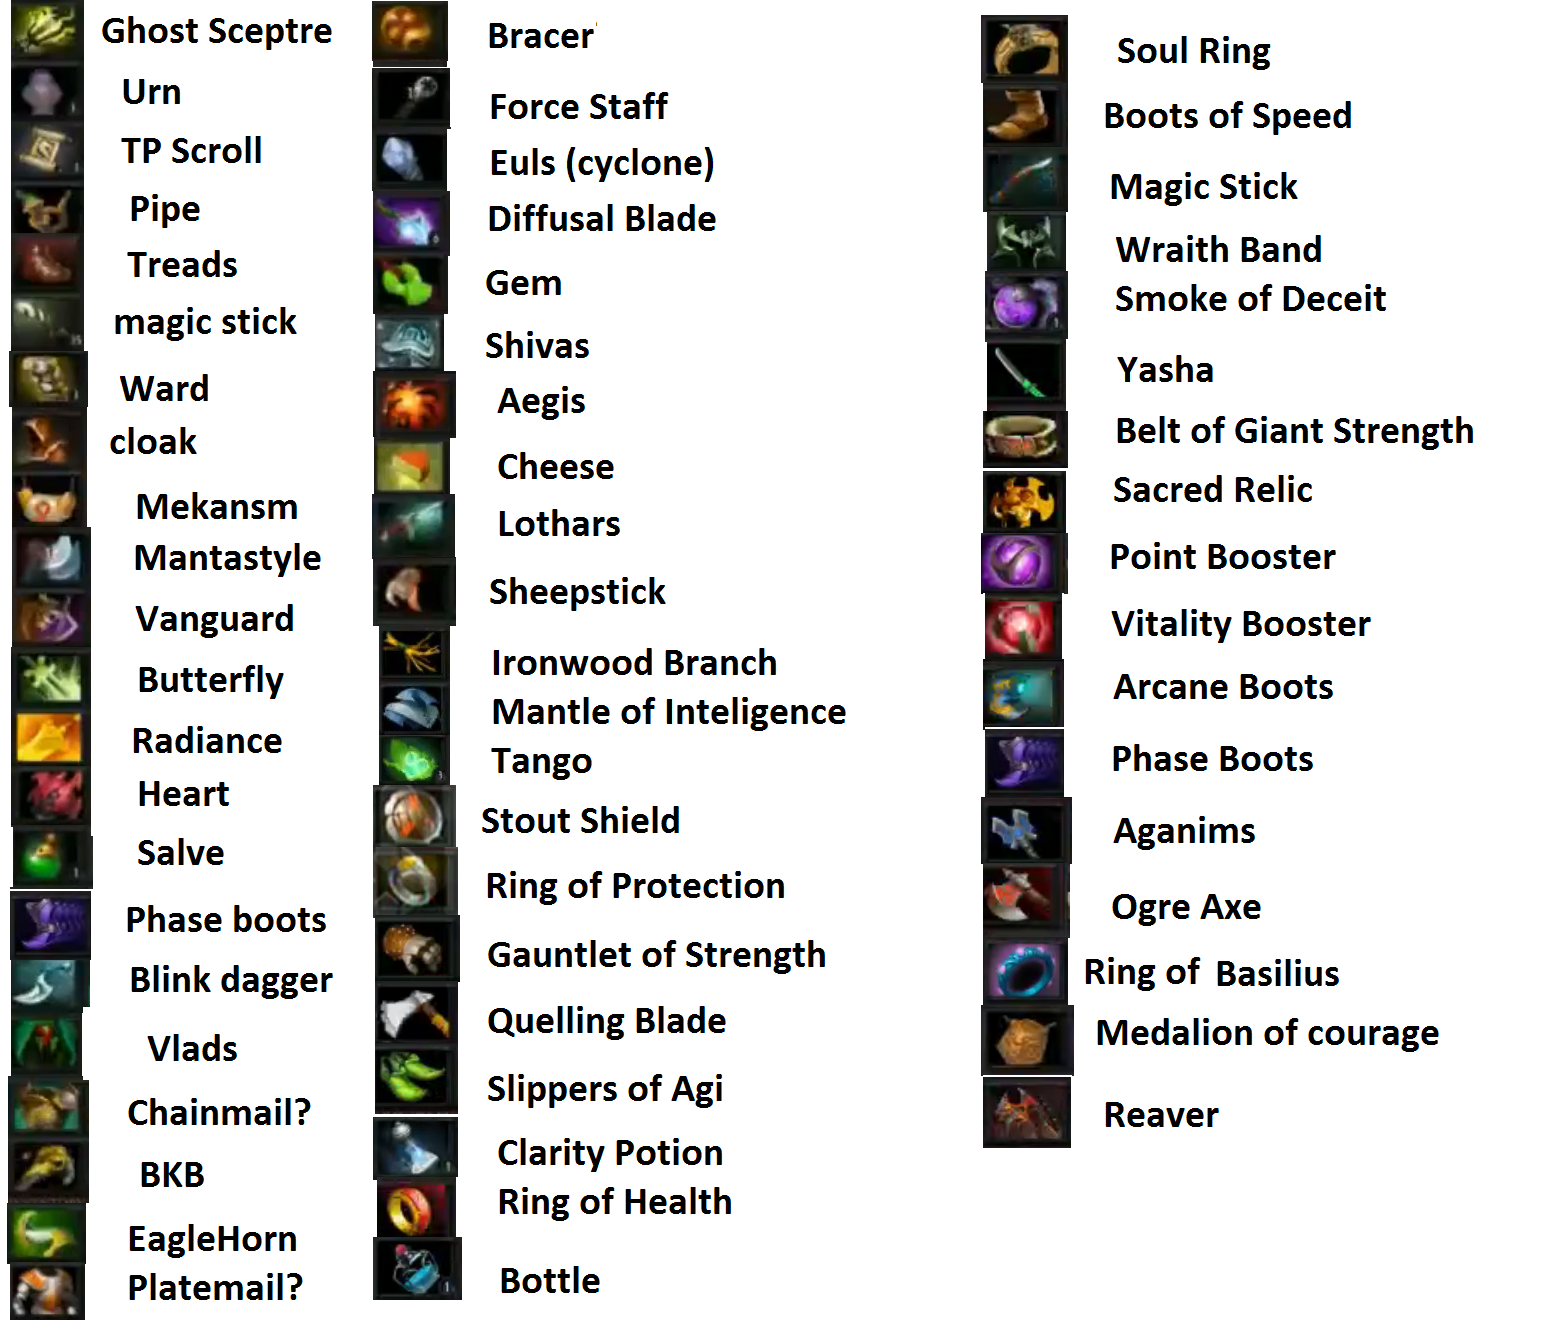 Ghost Sceptre
Urn
TP Scroll
Pipe
Treads
magic stick
Ward
cloak
Mekansm
Mantastyle
Vanguard
Butterfly
Radiance
Heart
Salve
Phase boots
Blink dagger
Vlads
Chainmail?
BKB
EagleHorn
Platemail?
Bracer
Force Staff
Euls (cyclone)
Diffusal Blade
Gem
Shivas
Aegis
Cheese
Lothars
Sheepstick
Ironwood Branch
Mantle of Inteligence
Tango
Stout Shield
Ring of Protection
Gauntlet of Strength
Quelling Blade
Slippers of Agi
Clarity Potion
Ring of Health
Bottle
Soul Ring
Boots of Speed
Magic Stick
Wraith Band
Smoke of Deceit
Yasha
Belt of Giant Strength
Sacred Relic
Point Booster
Vitality Booster
Arcane Boots
Phase Boots
Aganims
Ogre Axe
Ring of Basilius
Medalion of courage
Reaver